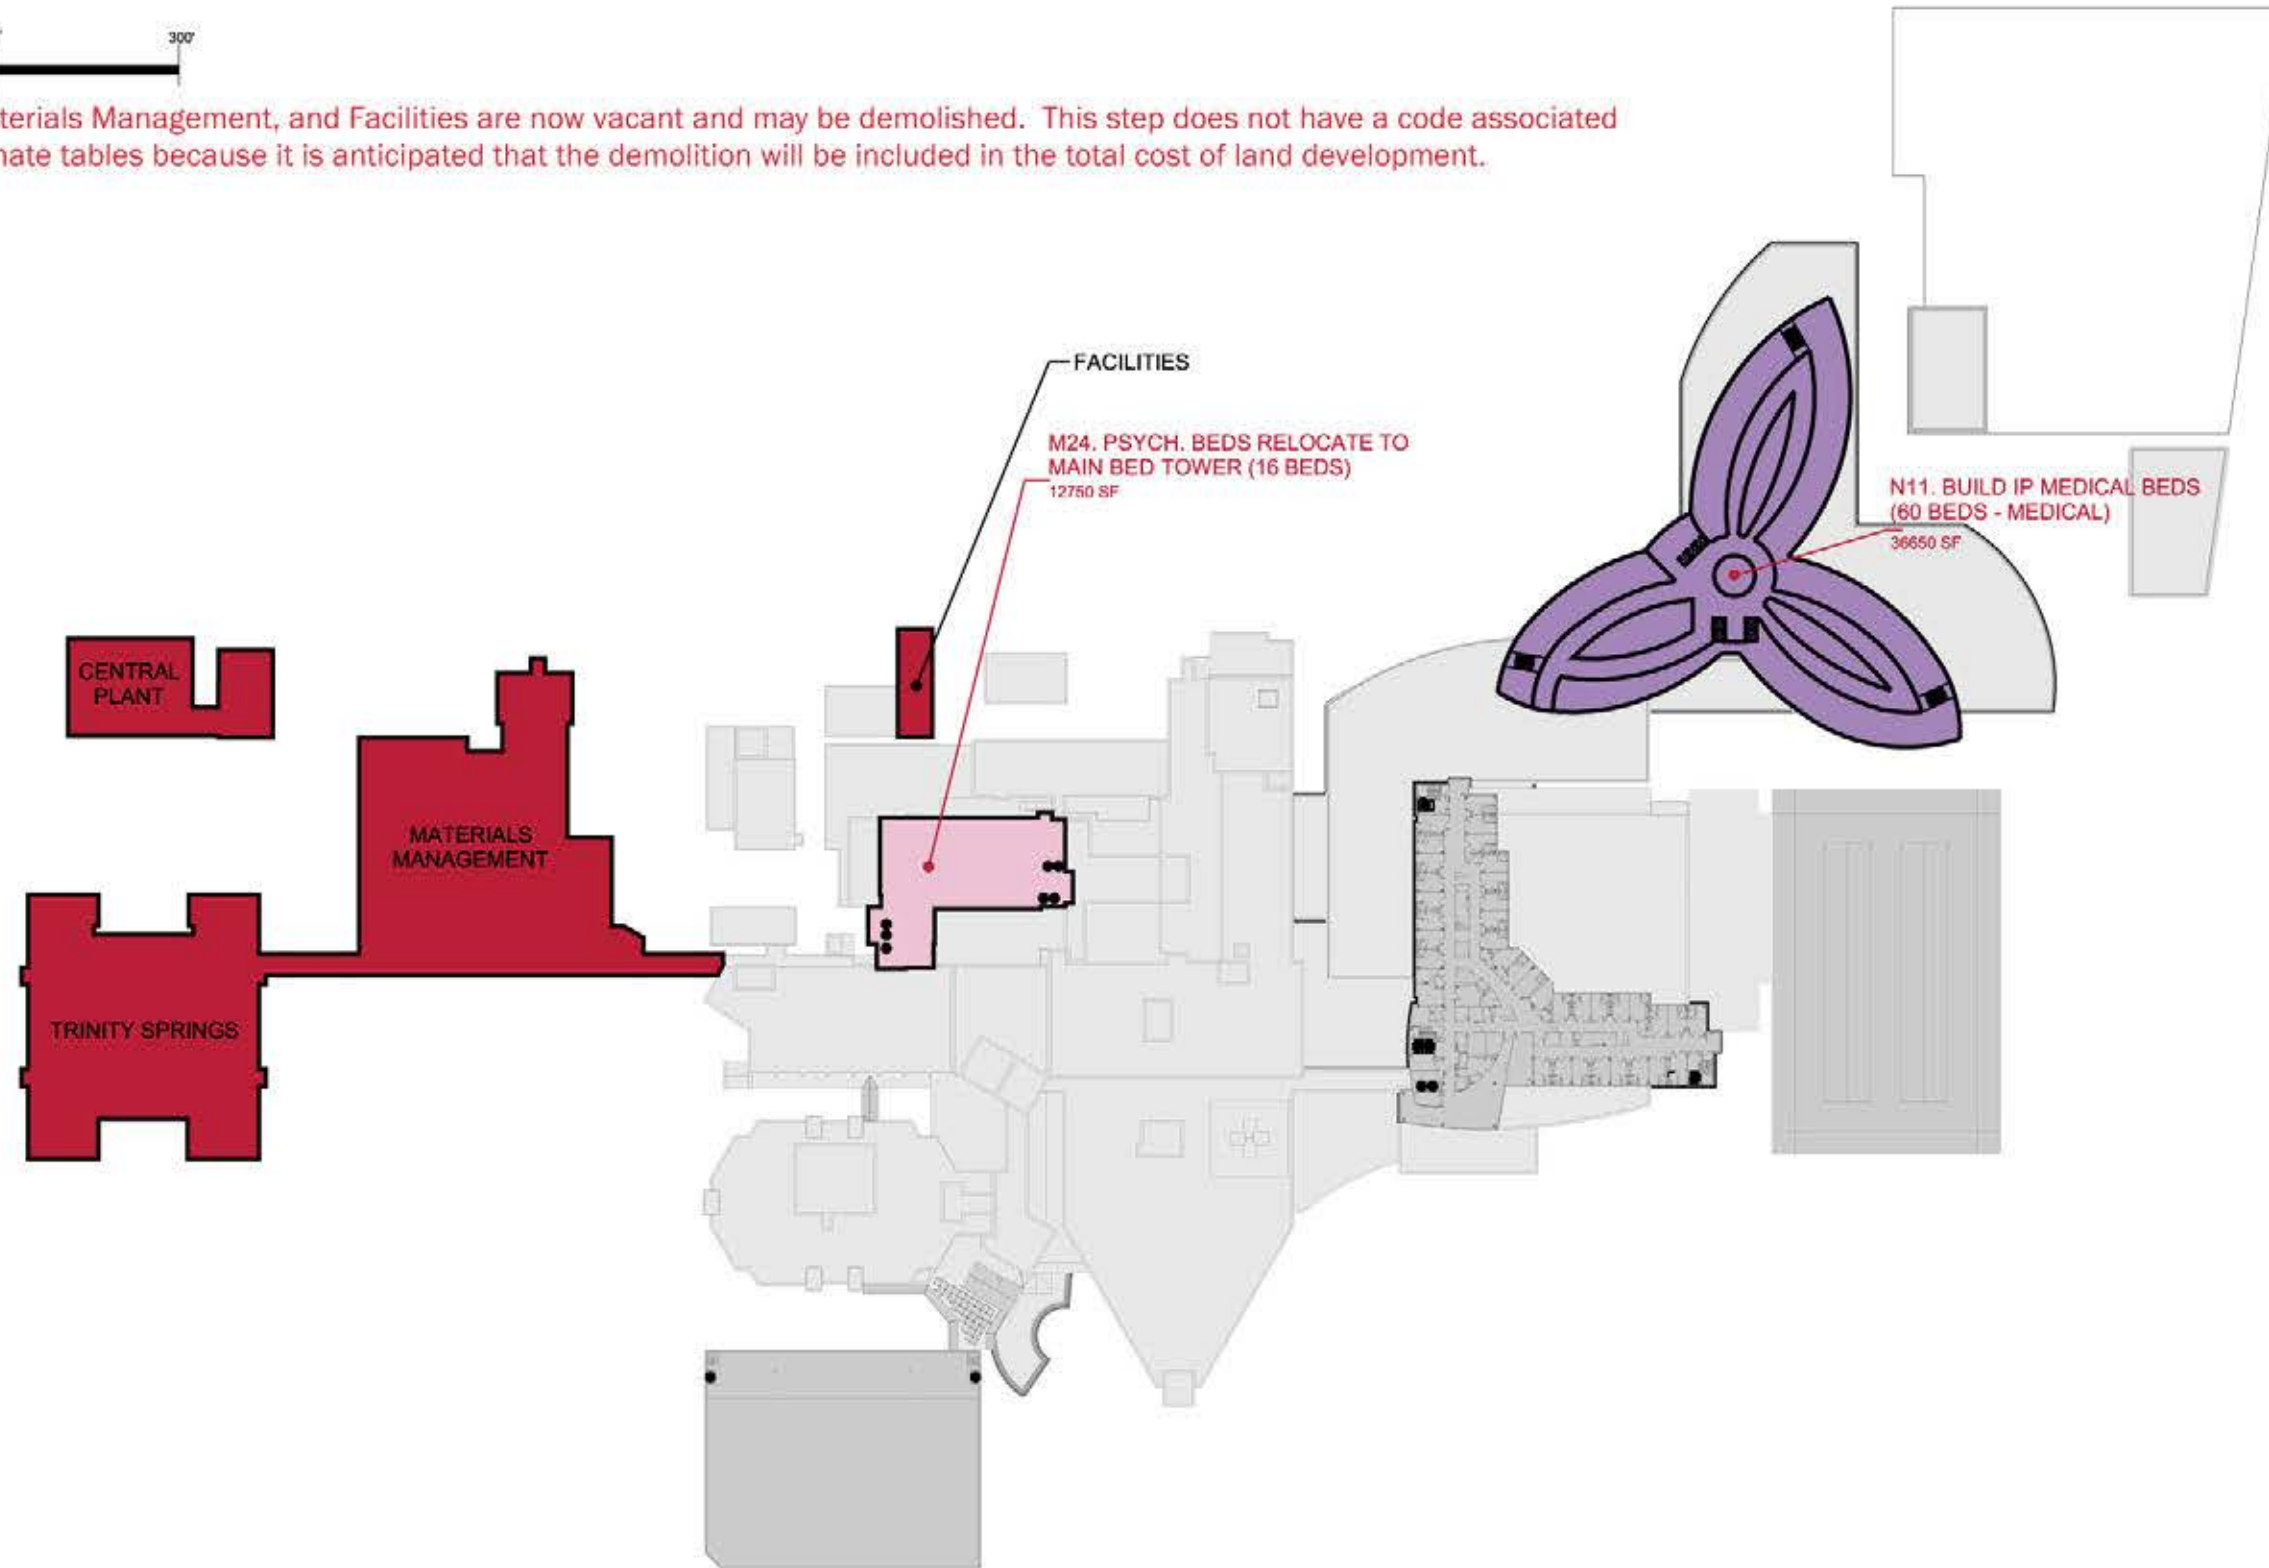 300'
terials Management, and Facilities are now vacant and may be demolished. This step does not have a code associated
nate tables because it is anticipated that the demolition will be included in the total cost of land development.
FACILITIES
M24. PSYCH. BEDS RELOCATE TO
MAIN BED TOWER (16 BEDS)
12750 SF
N11. BUILD IP MEDICAL BEDS
(60 BEDS - MEDICAL)
36650 SF
CENTRAL
PLANT
MATERIALS
MANAGEMENT
TRINITY SPRINGS